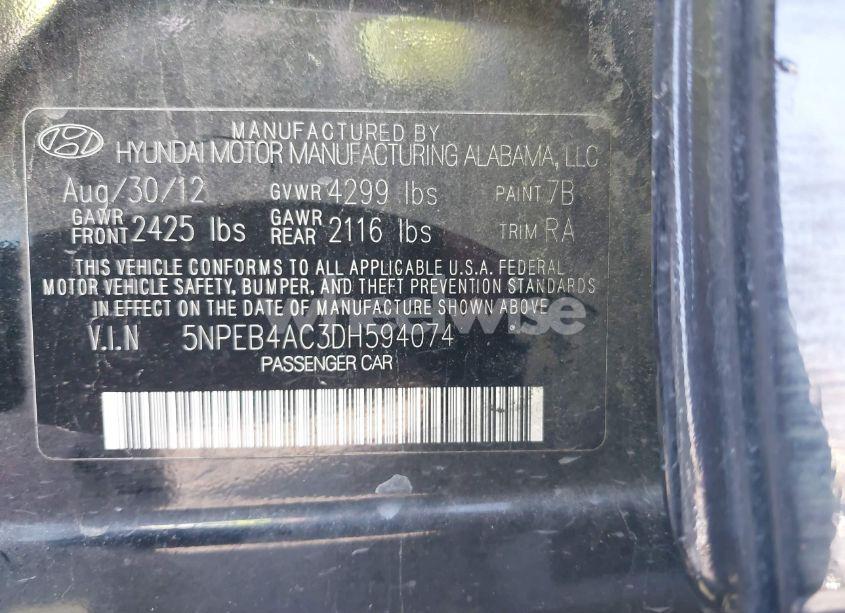 MANUFACTURED BY
HYUNDAI MOTOR MANUFACTURING ALABAMA, LLC
Aug/30/12 GVWR 4299 lbs PAINT 7B
GAWR FRONT 2425 lbs GAWR REAR 2116 lbs TRIM RA
THIS VEHICLE CONFORMS TO ALL APPLICABLE U.S.A. FEDERAL
MOTOR VEHICLE SAFETY, BUMPER, AND THEFT PREVENTION STANDARDS
IN EFFECT ON THE DATE OF MANUFACTURE SHOWN ABOVE
wheelwise
V.I.N 5NPEB4AC3DH594074
PASSENGER CAR